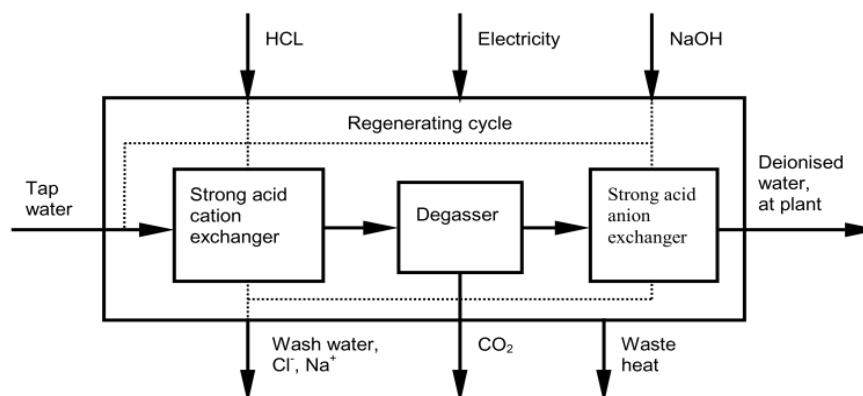 HCL
Electricity
NaOH
Regenerating cycle
Tap
water
Strong acid
cation
exchanger
Degasser
Strong acid
anion
exchanger
Deionised
water,
at plant
Wash water,
Cl⁻, Na⁺
CO₂
Waste
heat